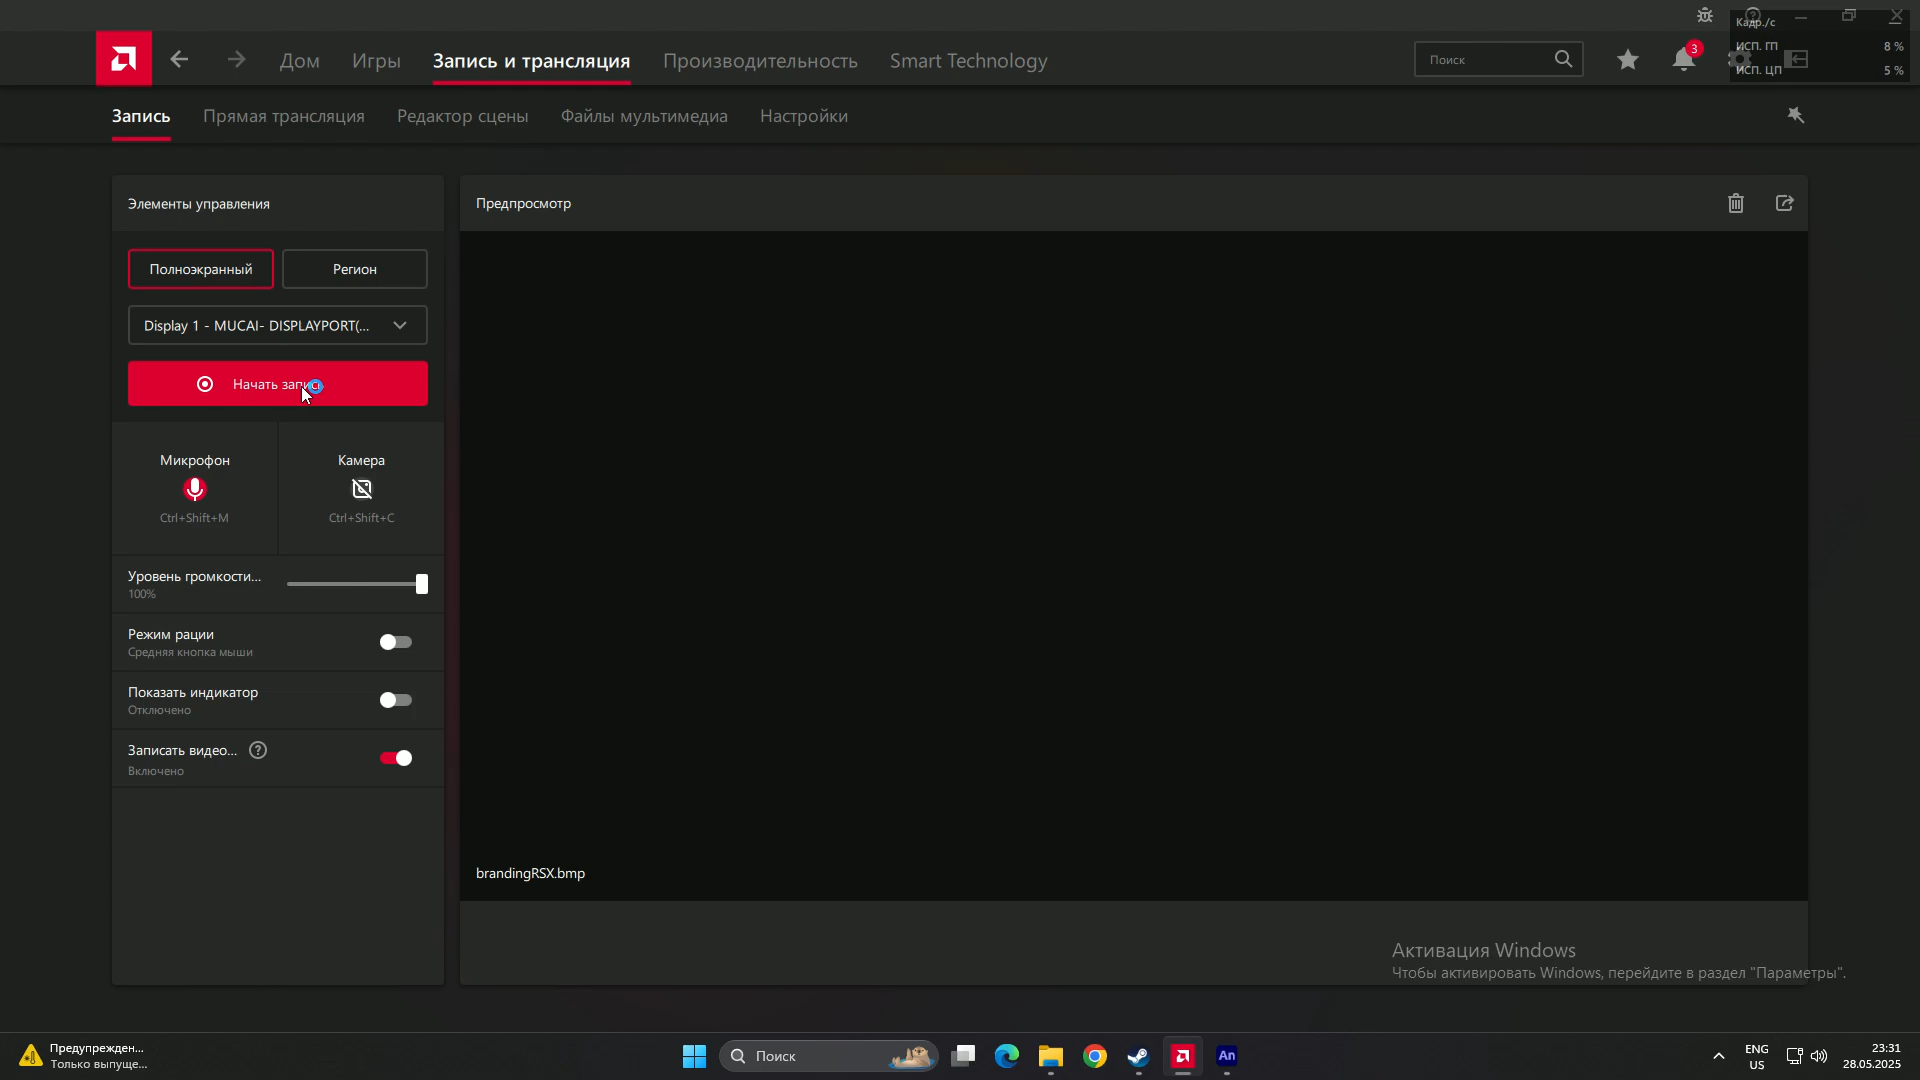 Кадр./с
ИСП. ГП 8 %
ИСП. ЦП 5 %
Дом
Игры
Запись и трансляция
Производительность
Smart Technology
Поиск
3
Запись
Прямая трансляция
Редактор сцены
Файлы мультимедиа
Настройки
Элементы управления
Предпросмотр
Полноэкранный
Регион
Display 1 - MUCAI- DISPLAYPORT(...
Начать запись
Микрофон
Ctrl+Shift+M
Камера
Ctrl+Shift+C
Уровень громкости...
100%
Режим рации
Средняя кнопка мыши
Показать индикатор
Отключено
Записать видео...
Включено
brandingRSX.bmp
Активация Windows
Чтобы активировать Windows, перейдите в раздел "Параметры".
Предупрежден...
Только выпуще...
Поиск
An
ENG
US
23:31
28.05.2025